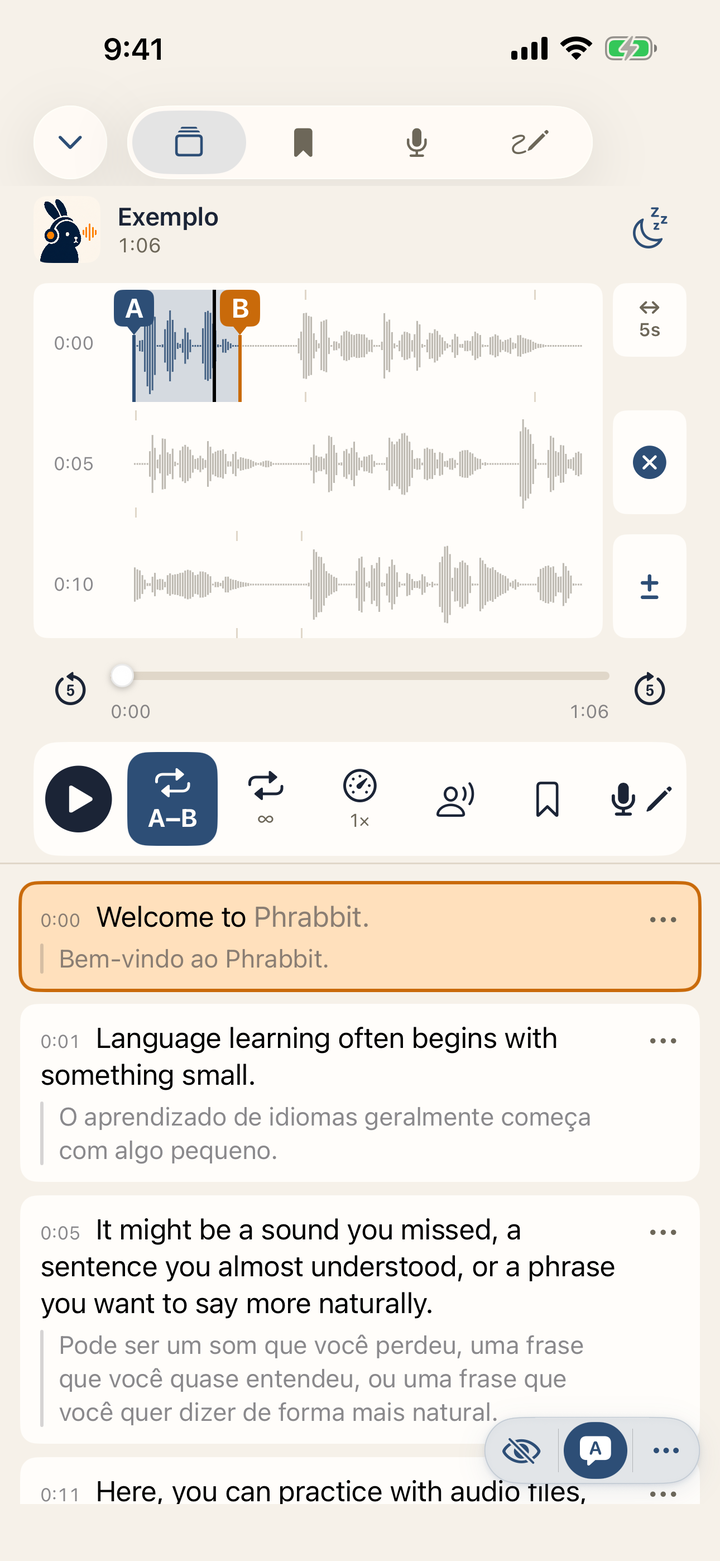 9:41
Exemplo
1:06
zzz
A
B
0:00
5s
0:05
0:10
±
5
5
0:00
1:06
A–B
∞
1×
0:00 Welcome to Phrabbit.
Bem-vindo ao Phrabbit.
0:01 Language learning often begins with
something small.
O aprendizado de idiomas geralmente começa
com algo pequeno.
0:05 It might be a sound you missed, a
sentence you almost understood, or a phrase
you want to say more naturally.
Pode ser um som que você perdeu, uma frase
que você quase entendeu, ou uma frase que
você quer dizer de forma mais natural.
A
0:11 Here, you can practice with audio files,